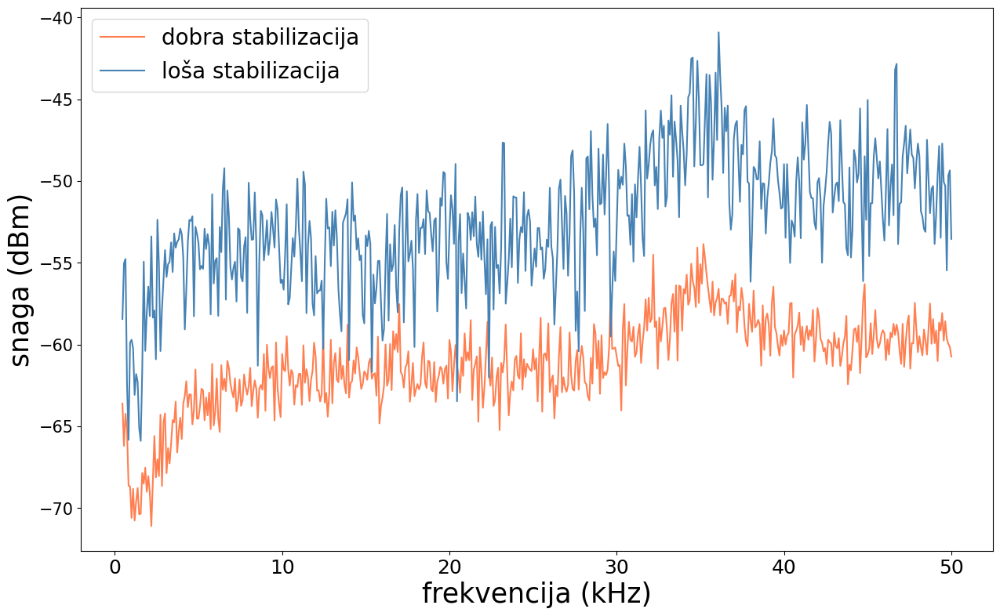 −40
−45
−50
−55
−60
−65
−70
snaga (dBm)
dobra stabilizacija
loša stabilizacija
0 10 20 30 40 50
frekvencija (kHz)